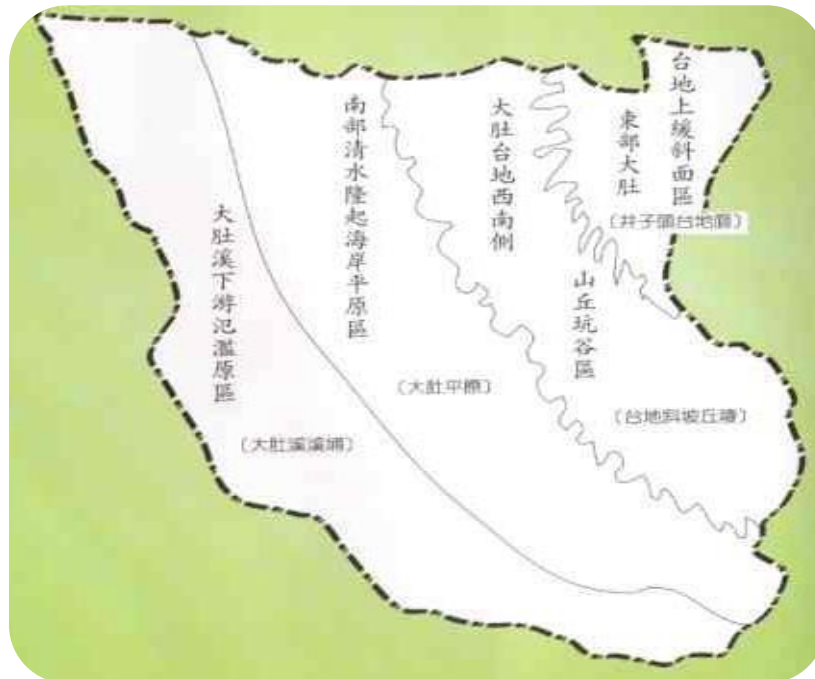 大肚溪下游氾濫原區
(大肚溪溪埔)
南部清水隆起海岸平原區
(大肚平原)
大肚台地西南側
山丘坑谷區
(台地斜坡丘陵)
東部大肚
台地上緩斜面區
(井子頭台地面)